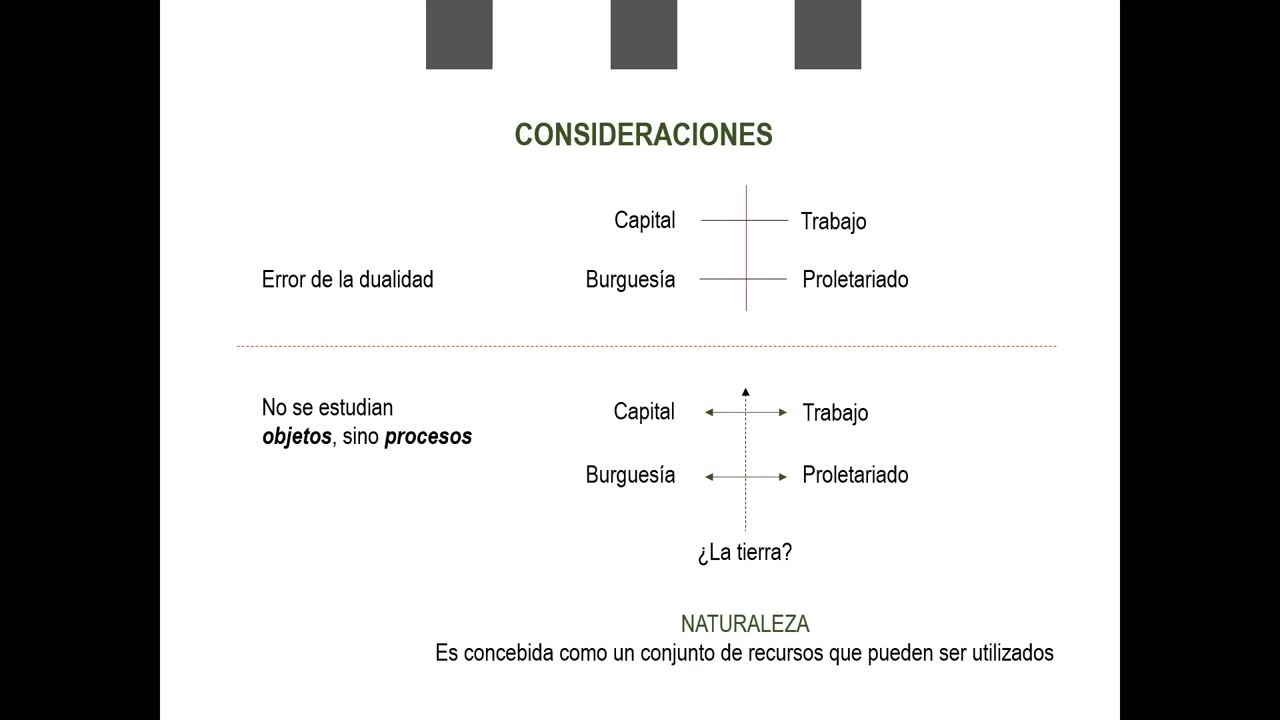 CONSIDERACIONES
Capital Trabajo
Error de la dualidad Burguesía Proletariado
No se estudian
objetos, sino procesos
Capital Trabajo
Burguesía Proletariado
¿La tierra?
NATURALEZA
Es concebida como un conjunto de recursos que pueden ser utilizados